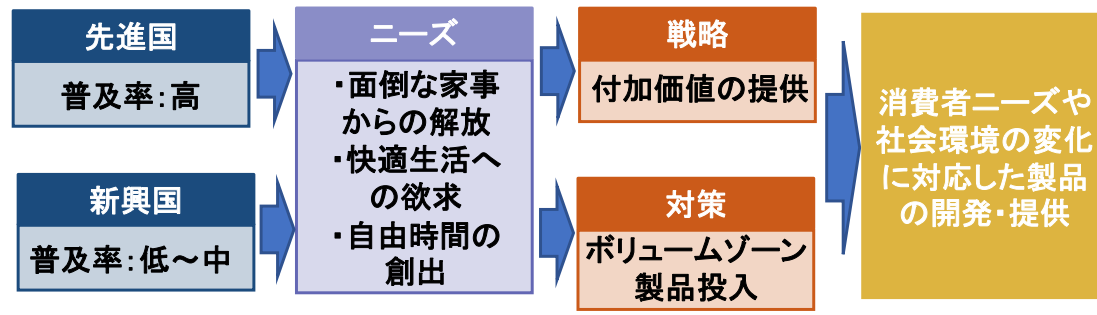 先進国
普及率:高
新興国
普及率:低～中
ニーズ
・面倒な家事
からの解放
・快適生活へ
の欲求
・自由時間の
創出
戦略
付加価値の提供
対策
ボリュームゾーン
製品投入
消費者ニーズや
社会環境の変化
に対応した製品
の開発・提供